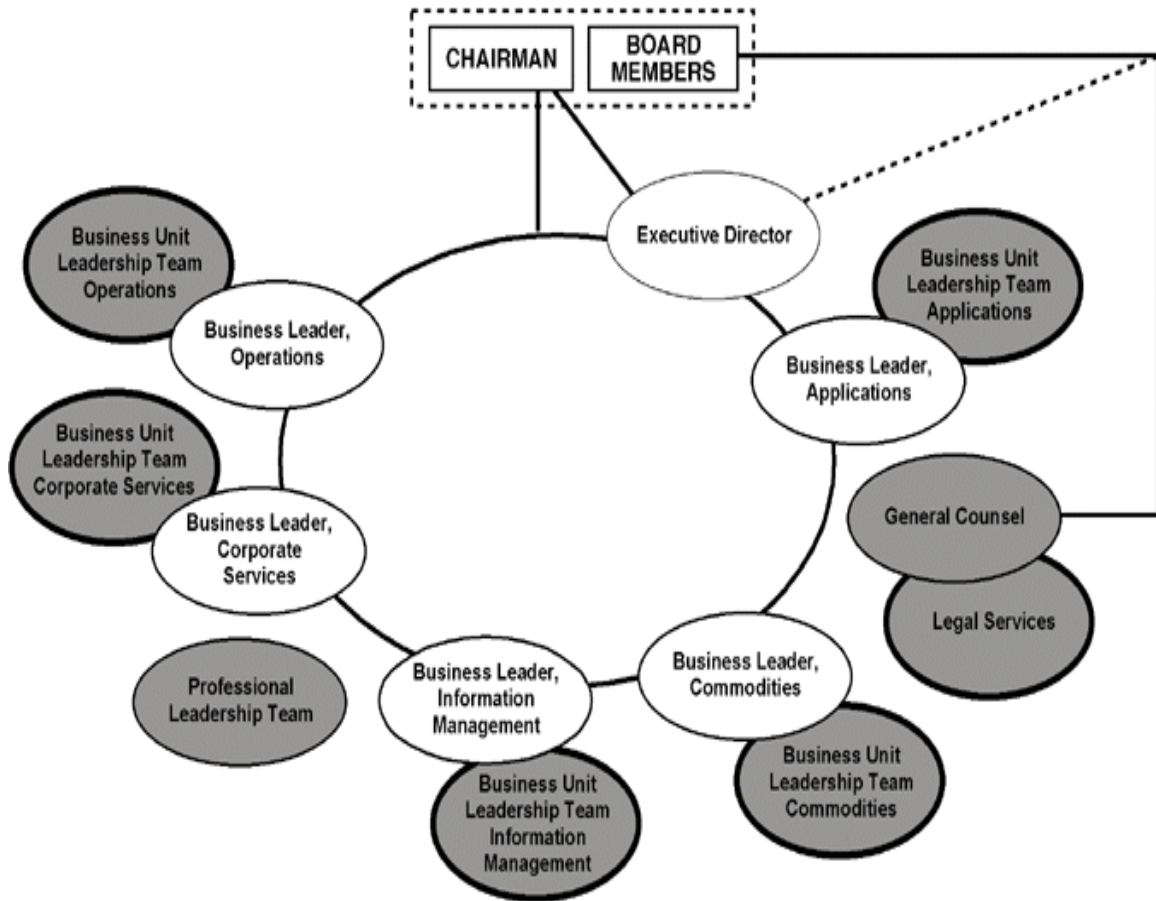 CHAIRMAN
BOARD
MEMBERS
Executive Director
Business Unit
Leadership Team
Operations
Business Unit
Leadership Team
Applications
Business Leader,
Operations
Business Leader,
Applications
Business Unit
Leadership Team
Corporate Services
General Counsel
Business Leader,
Corporate
Services
Legal Services
Business Leader,
Commodities
Business Leader,
Information
Management
Professional
Leadership Team
Business Unit
Leadership Team
Commodities
Business Unit
Leadership Team
Information
Management